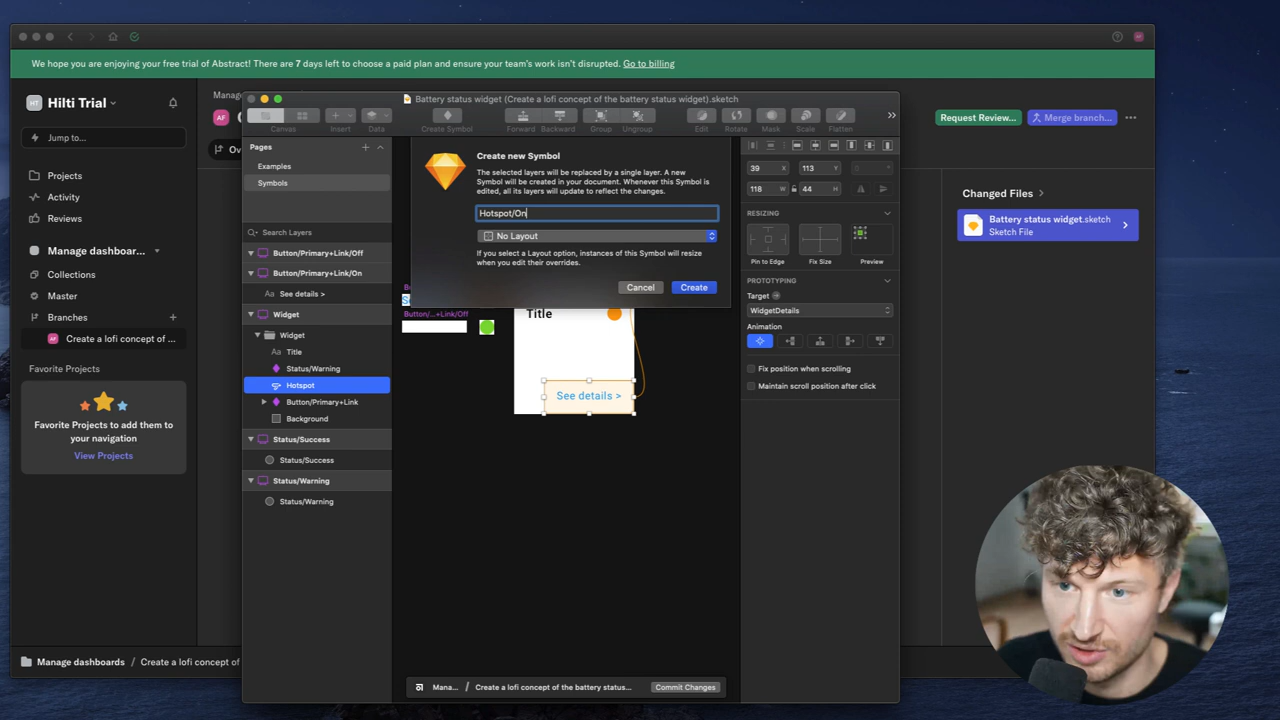 We hope you are enjoying your free trial of Abstract! There are 7 days left to choose a paid plan and ensure your team's work isn't disrupted. Go to billing
HT Hilti Trial
Manage
Battery status widget (Create a lofi concept of the battery status widget).sketch
Canvas
Insert
Data
Create Symbol
Forward
Backward
Group
Ungroup
Edit
Rotate
Mask
Scale
Flatten
AF
Request Review...
Merge branch...
Jump to...
Ov
Projects
Activity
Reviews
Manage dashboar...
Collections
Master
Branches
AF Create a lofi concept of ...
Favorite Projects
Favorite Projects to add them to
your navigation
View Projects
Pages
Examples
Symbols
Search Layers
Button/Primary+Link/Off
Button/Primary+Link/On
Aa See details >
Widget
Widget
Aa Title
Status/Warning
Hotspot
Button/Primary+Link
Background
Status/Success
Status/Success
Status/Warning
Status/Warning
Create new Symbol
The selected layers will be replaced by a single layer. A new
Symbol will be created in your document. Whenever this Symbol is
edited, all its layers will update to reflect the changes.
Hotspot/On
No Layout
If you select a Layout option, instances of this Symbol will resize
when you edit their overrides.
Cancel
Create
Button/...+Link/Off
Title
See details >
39 X
113 Y
118 W
44 H
RESIZING
Pin to Edge
Fix Size
Preview
PROTOTYPING
Target
WidgetDetails
Animation
Fix position when scrolling
Maintain scroll position after click
Changed Files
Battery status widget.sketch
Sketch File
Manage dashboards / Create a lofi concept of
Mana... / Create a lofi concept of the battery status...
Commit Changes